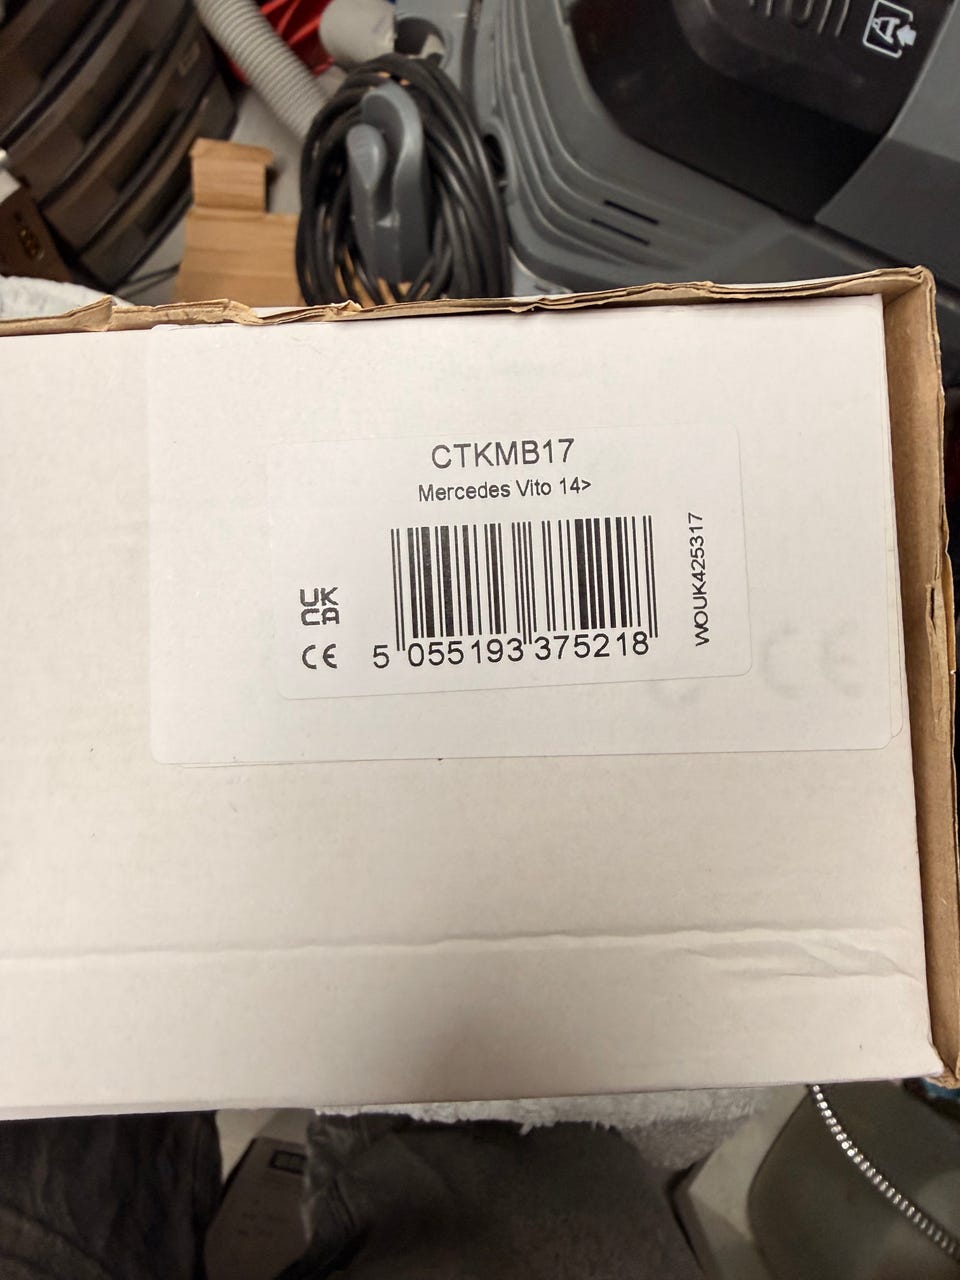 CTKMB17
Mercedes Vito 14>
UK
CA
CE
5 055193 375218
WOUK425317